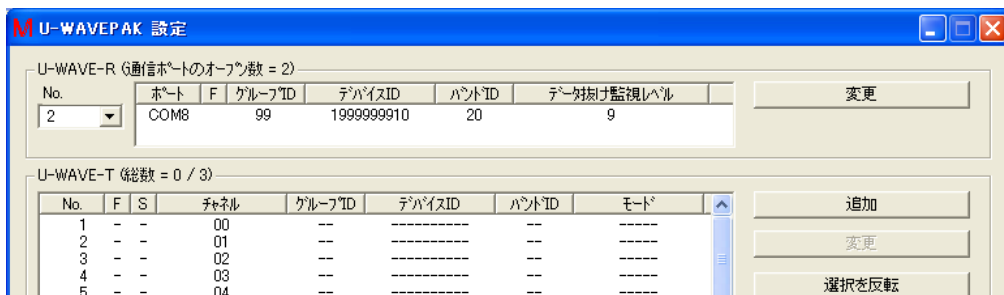 M U-WAVEPAK 設定
U-WAVE-R (通信ポートのオープン数 = 2)
No. ポート F グループID デバイスID バンドID データ抜け監視レベル 変更
2 COM8 99 1999999910 20 9
U-WAVE-T (総数 = 0 / 3)
No. F S チャネル グループID デバイスID バンドID モード 追加
1 - - 00 -- ---------- -- -----
2 - - 01 -- ---------- -- ----- 変更
3 - - 02 -- ---------- -- -----
4 - - 03 -- ---------- -- ----- 選択を反転
5 - - 04 -- ---------- -- -----